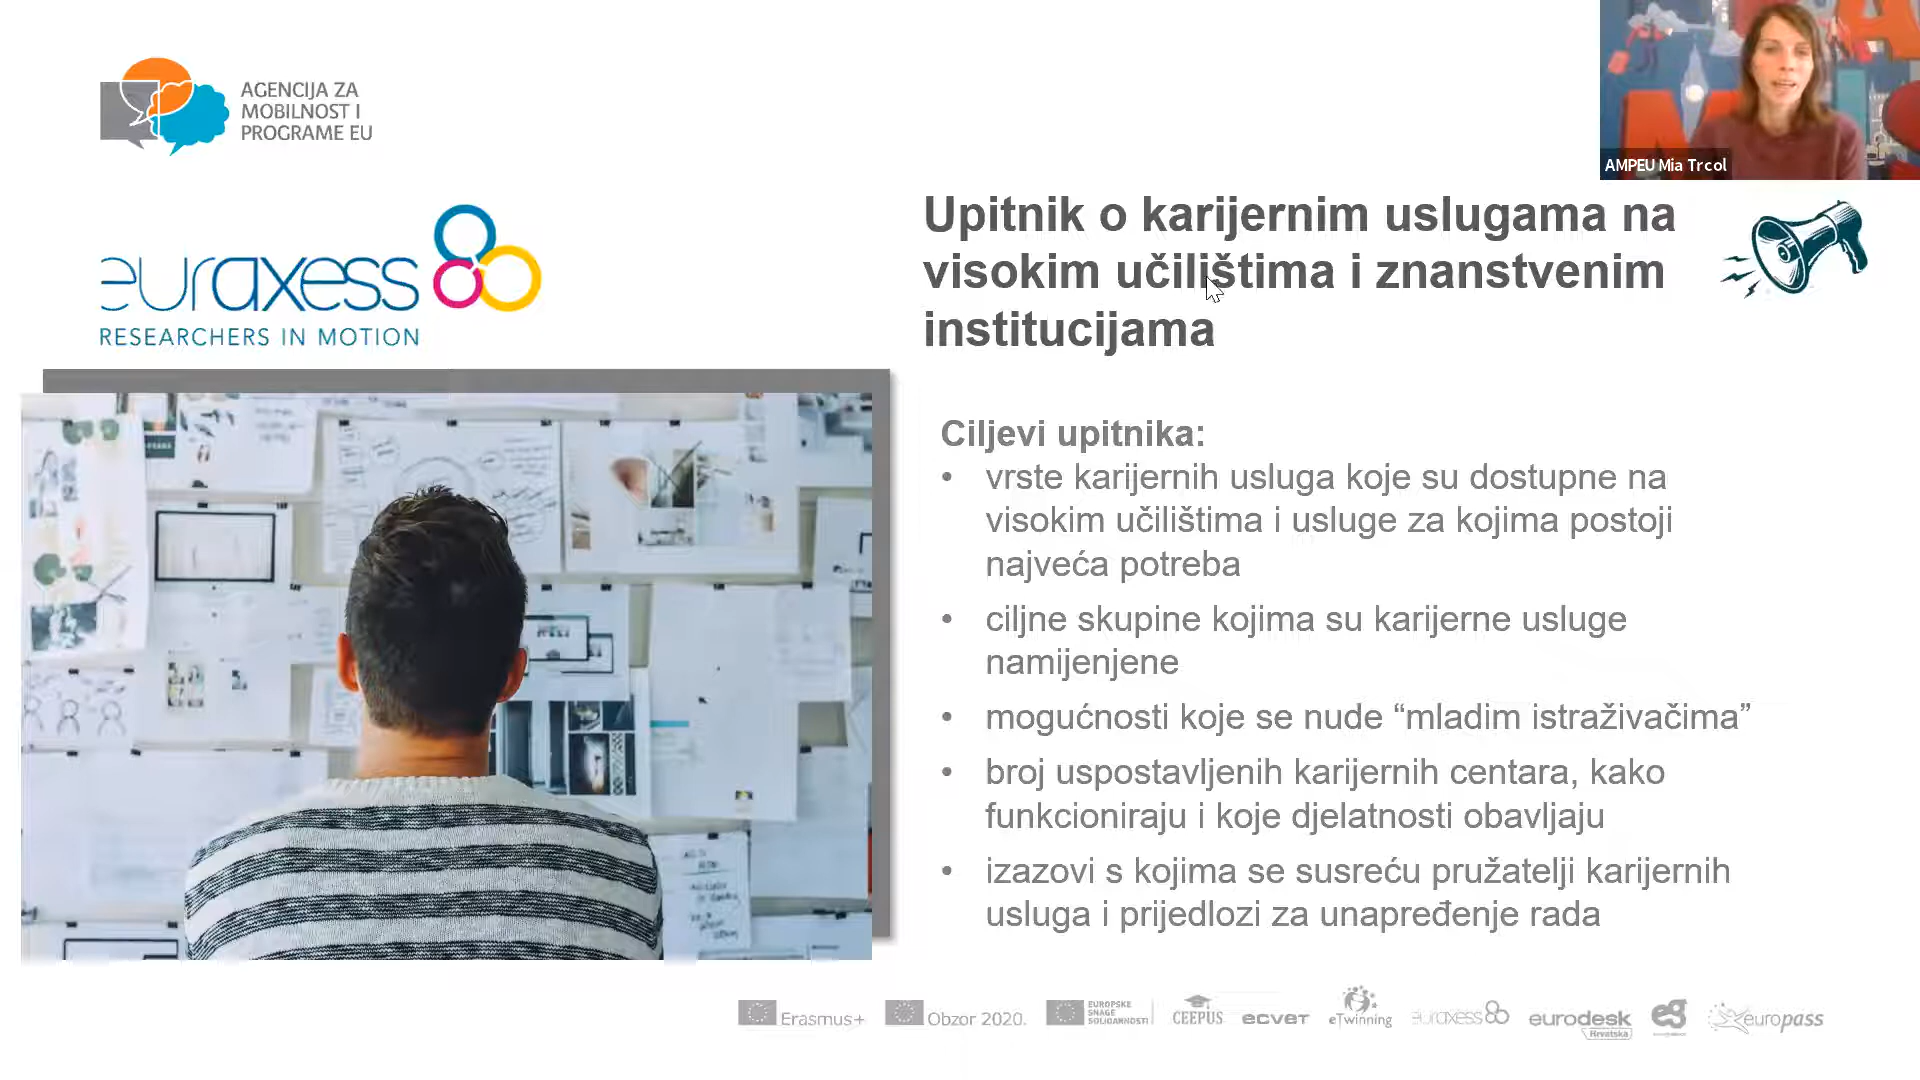 AGENCIJA ZA
MOBILNOST I
PROGRAME EU
AMPEU Mia Trcol
euraxess
RESEARCHERS IN MOTION
Upitnik o karijernim uslugama na
visokim učilištima i znanstvenim
institucijama
Ciljevi upitnika:
• vrste karijernih usluga koje su dostupne na
visokim učilištima i usluge za kojima postoji
najveća potreba
• ciljne skupine kojima su karijerne usluge
namijenjene
• mogućnosti koje se nude “mladim istraživačima”
• broj uspostavljenih karijernih centara, kako
funkcioniraju i koje djelatnosti obavljaju
• izazovi s kojima se susreću pružatelji karijernih
usluga i prijedlozi za unapređenje rada
Erasmus+
Obzor 2020.
EUROPSKE
SNAGE
SOLIDARNOSTI
CEEPUS
ecvet
eTwinning
euraxess
eurodesk
Hrvatska
europass